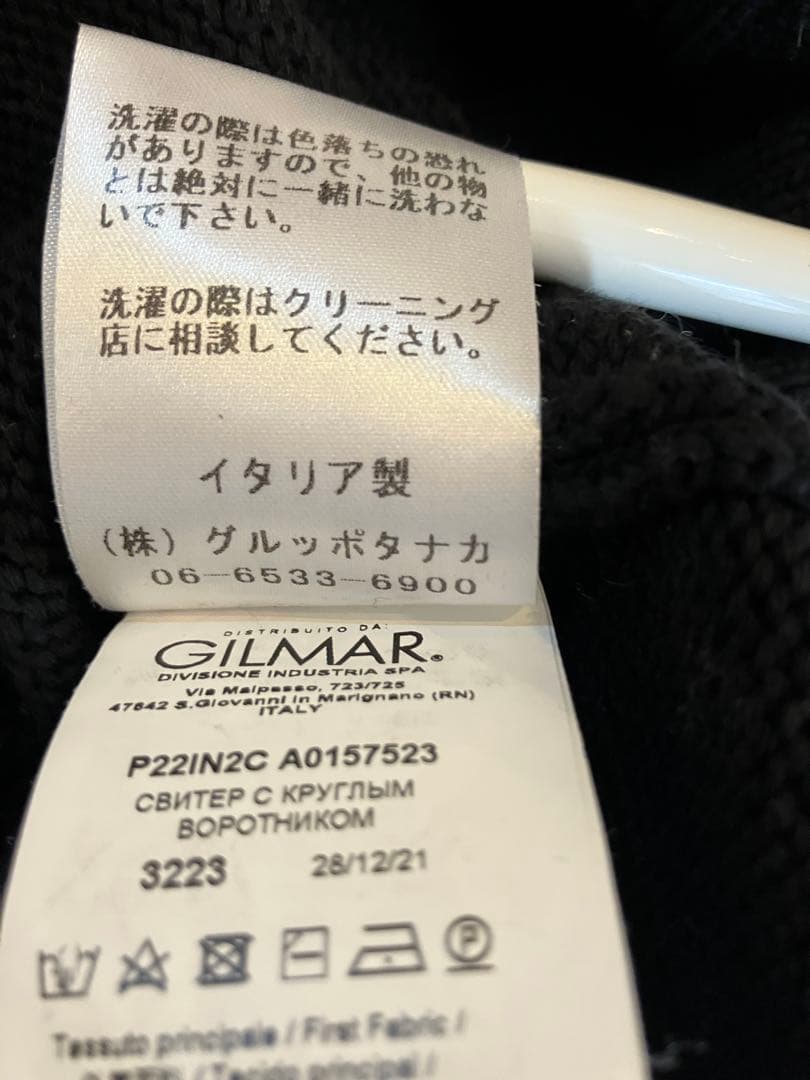 洗濯の際は色落ちの恐れ
がありますので、他の物
とは絶対に一緒に洗わな
いで下さい。
洗濯の際はクリーニング
店に相談してください。
イタリア製
(株)グルッポタナカ
06-6533-6900
DISTRIBUITO DA:
GILMAR®
DIVISIONE INDUSTRIA SPA
Via Malpasso, 723/725
47842 S.Giovanni in Marignano (RN)
ITALY
P22IN2C A0157523
СВИТЕР С КРУГЛЫМ
ВОРОТНИКОМ
3223 28/12/21
P
Tessuto principale / First Fabric /
/ Tecido principal /